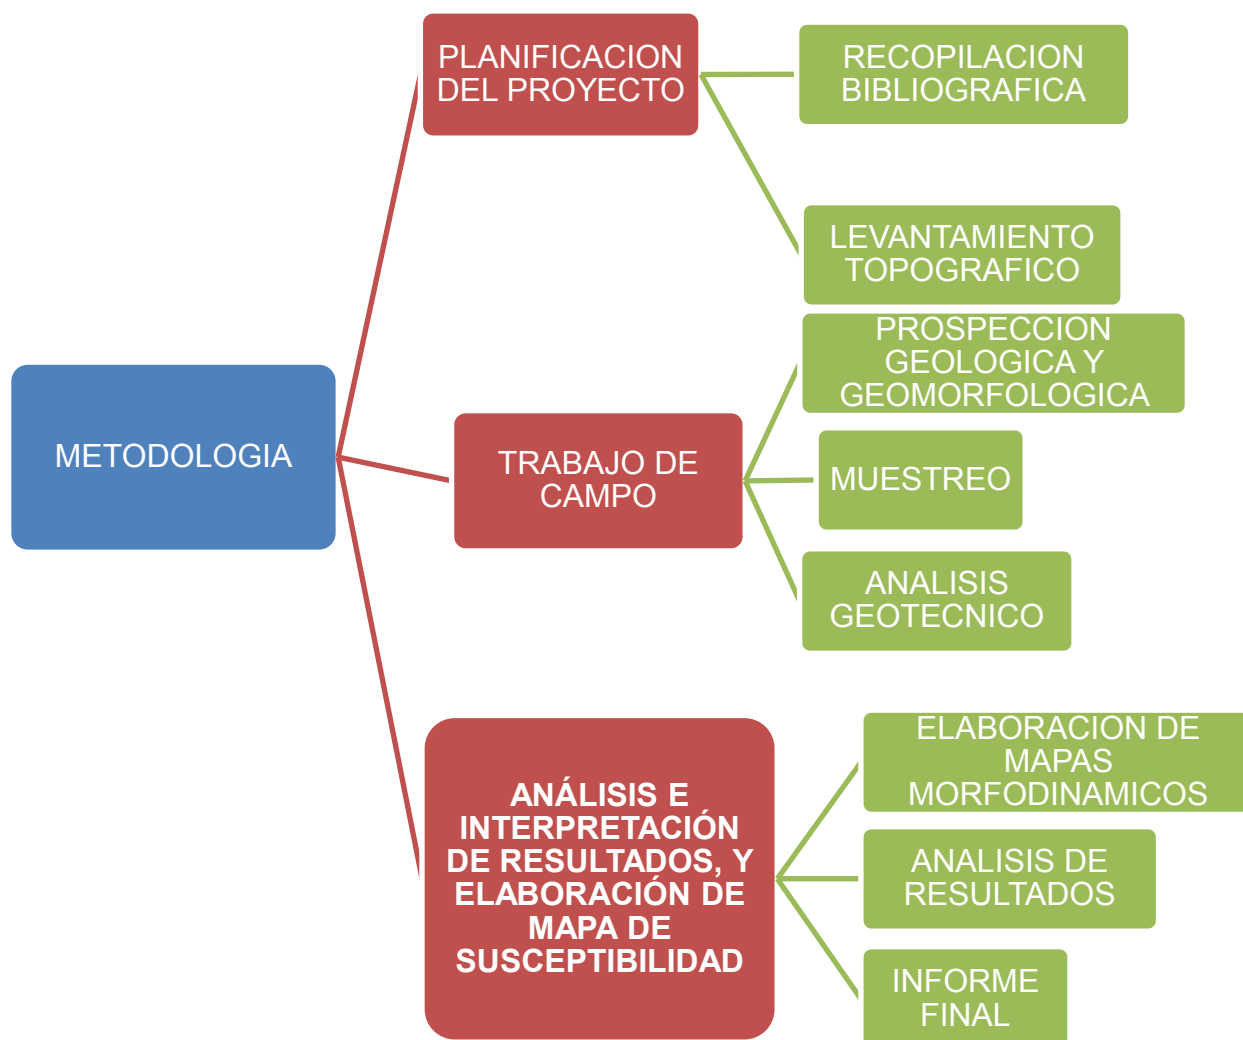 METODOLOGIA
PLANIFICACION
DEL PROYECTO
RECOPILACION
BIBLIOGRAFICA
LEVANTAMIENTO
TOPOGRAFICO
TRABAJO DE
CAMPO
PROSPECCION
GEOLOGICA Y
GEOMORFOLOGICA
MUESTREO
ANALISIS
GEOTECNICO
ANÁLISIS E
INTERPRETACIÓN
DE RESULTADOS, Y
ELABORACIÓN DE
MAPA DE
SUSCEPTIBILIDAD
ELABORACION DE
MAPAS
MORFODINAMICOS
ANALISIS DE
RESULTADOS
INFORME
FINAL